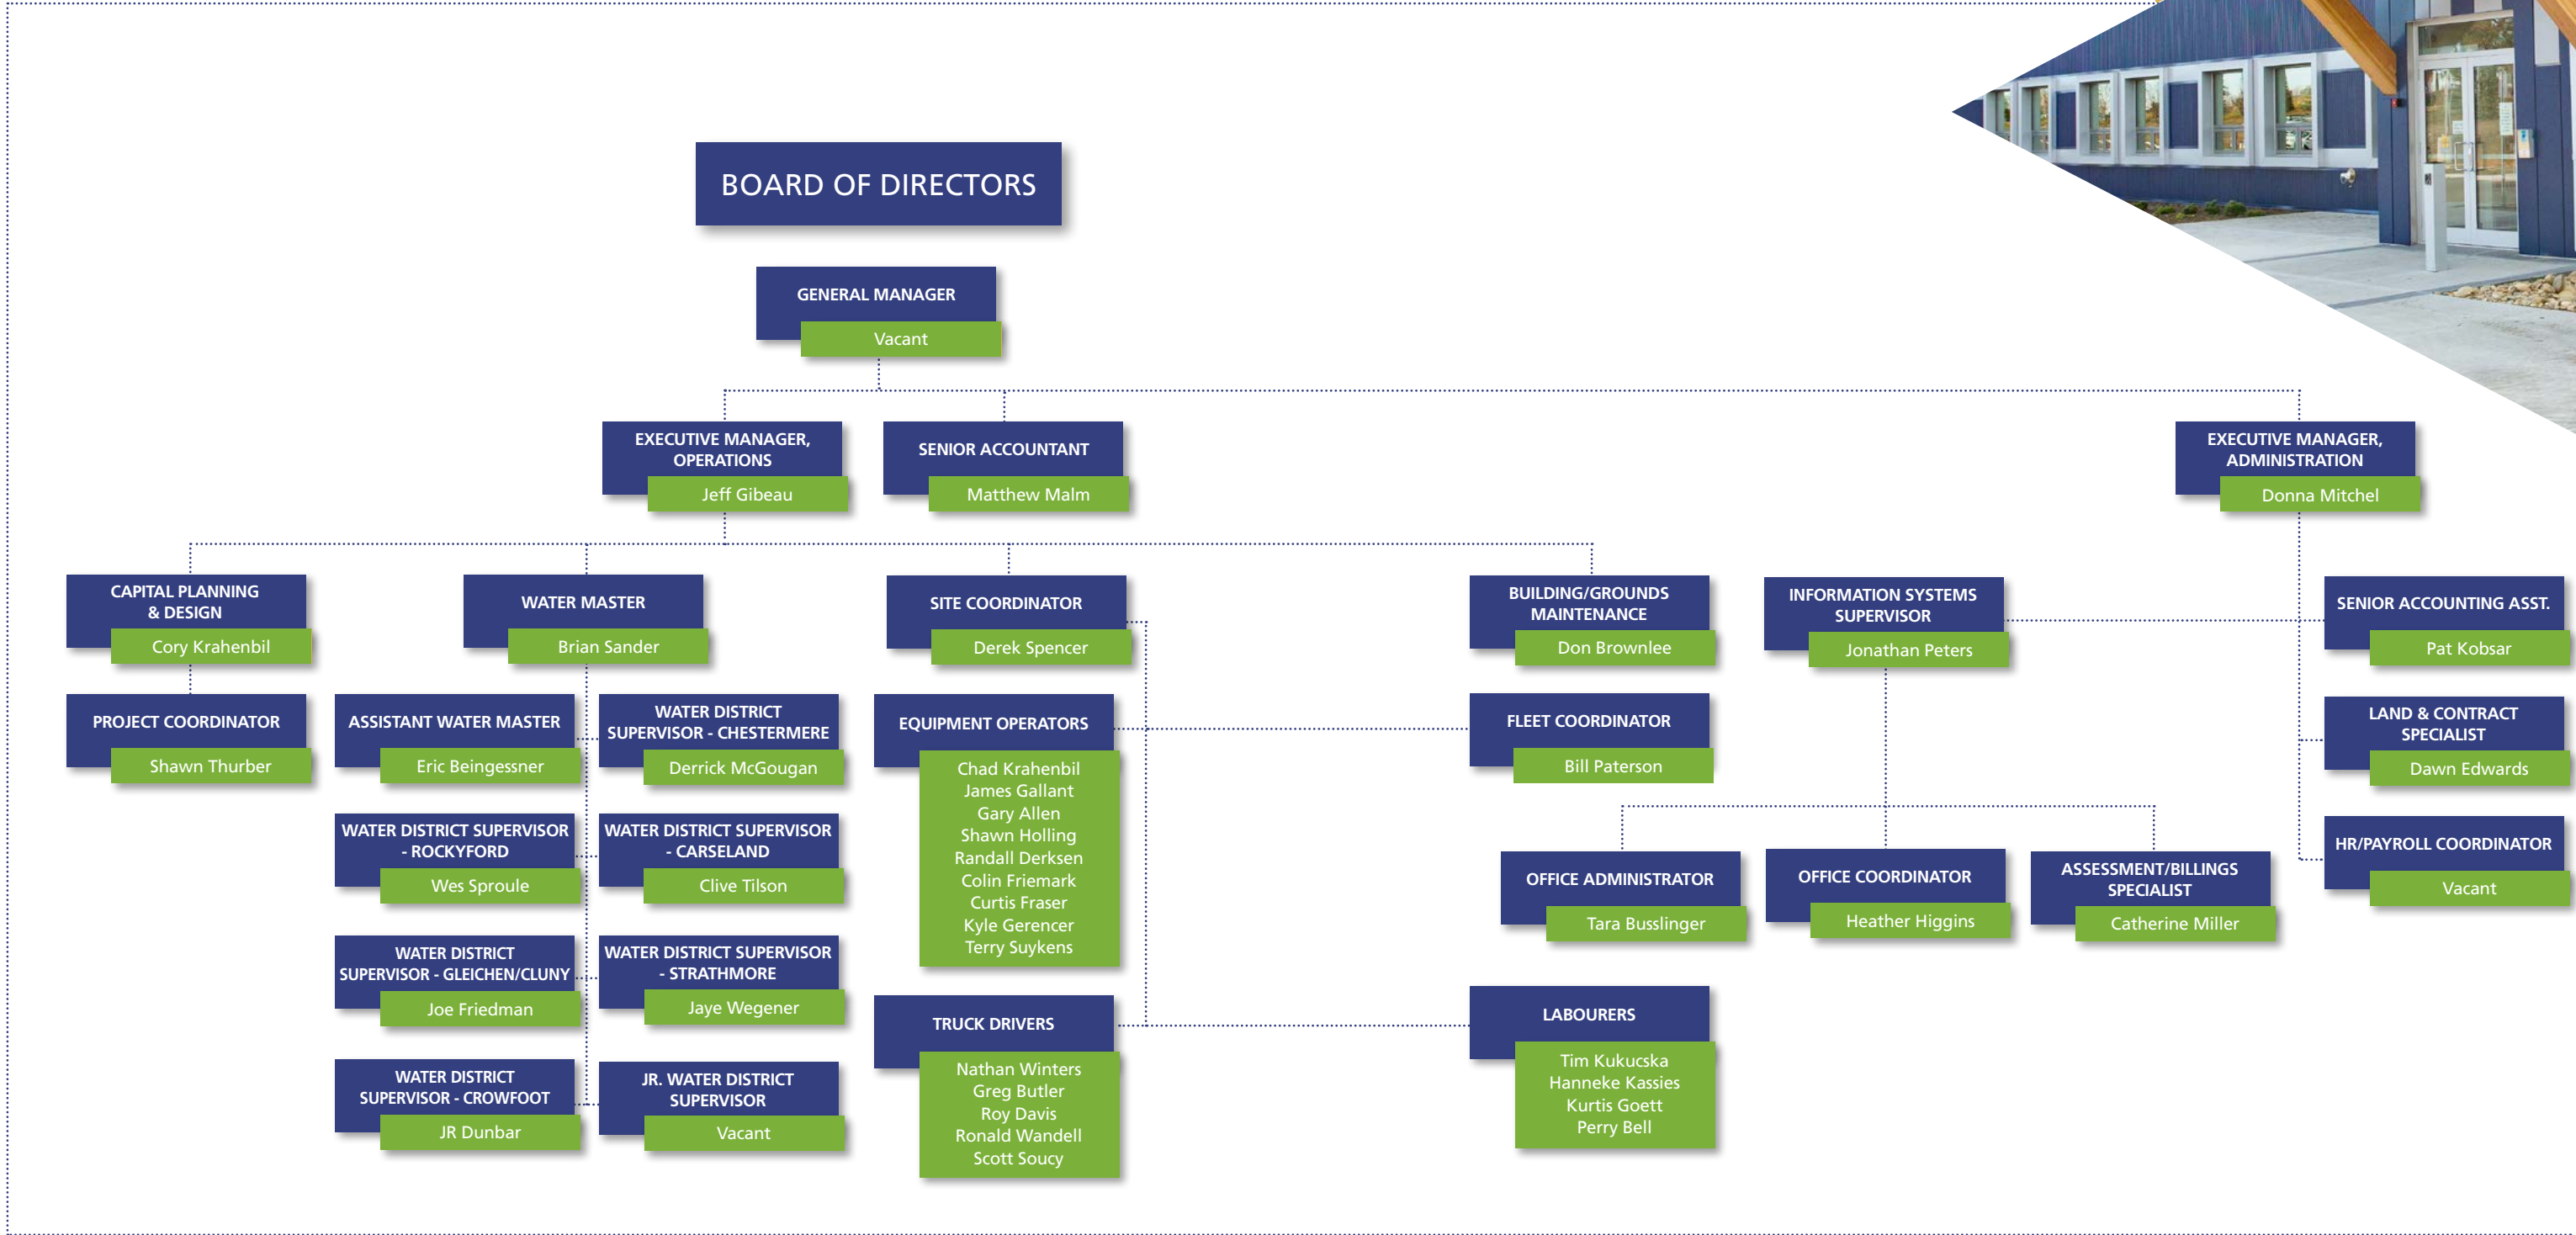 BOARD OF DIRECTORS
GENERAL MANAGER
Vacant
EXECUTIVE MANAGER,
OPERATIONS
Jeff Gibeau
SENIOR ACCOUNTANT
Matthew Malm
EXECUTIVE MANAGER,
ADMINISTRATION
Donna Mitchel
CAPITAL PLANNING
& DESIGN
Cory Krahenbil
WATER MASTER
Brian Sander
SITE COORDINATOR
Derek Spencer
BUILDING/GROUNDS
MAINTENANCE
Don Brownlee
INFORMATION SYSTEMS
SUPERVISOR
Jonathan Peters
SENIOR ACCOUNTING ASST.
Pat Kobsar
PROJECT COORDINATOR
Shawn Thurber
ASSISTANT WATER MASTER
Eric Beingessner
WATER DISTRICT
SUPERVISOR - CHESTERMERE
Derrick McGougan
EQUIPMENT OPERATORS
Chad Krahenbil
James Gallant
Gary Allen
Shawn Holling
Randall Derksen
Colin Friemark
Curtis Fraser
Kyle Gerencer
Terry Suykens
FLEET COORDINATOR
Bill Paterson
LAND & CONTRACT
SPECIALIST
Dawn Edwards
WATER DISTRICT SUPERVISOR
- ROCKYFORD
Wes Sproule
WATER DISTRICT SUPERVISOR
- CARSELAND
Clive Tilson
OFFICE ADMINISTRATOR
Tara Busslinger
OFFICE COORDINATOR
Heather Higgins
ASSESSMENT/BILLINGS
SPECIALIST
Catherine Miller
HR/PAYROLL COORDINATOR
Vacant
WATER DISTRICT
SUPERVISOR - GLEICHEN/CLUNY
Joe Friedman
WATER DISTRICT SUPERVISOR
- STRATHMORE
Jaye Wegener
TRUCK DRIVERS
Nathan Winters
Greg Butler
Roy Davis
Ronald Wandell
Scott Soucy
LABOURERS
Tim Kukucska
Hanneke Kassies
Kurtis Goett
Perry Bell
WATER DISTRICT
SUPERVISOR - CROWFOOT
JR Dunbar
JR. WATER DISTRICT
SUPERVISOR
Vacant